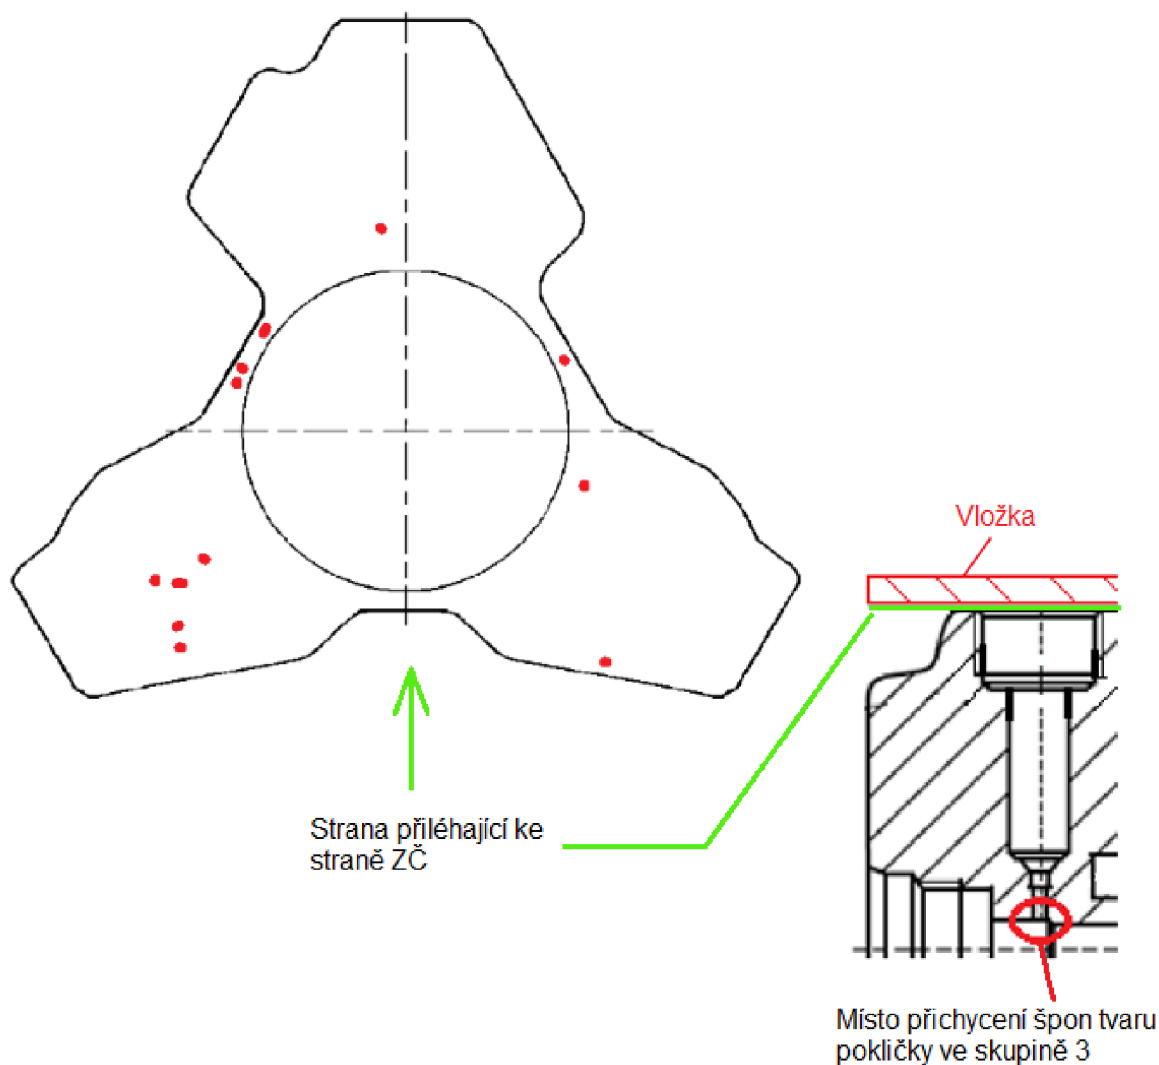 Vložka
Strana přiléhající ke
straně ZČ
Místo přichycení špon tvaru
pokličky ve skupině 3